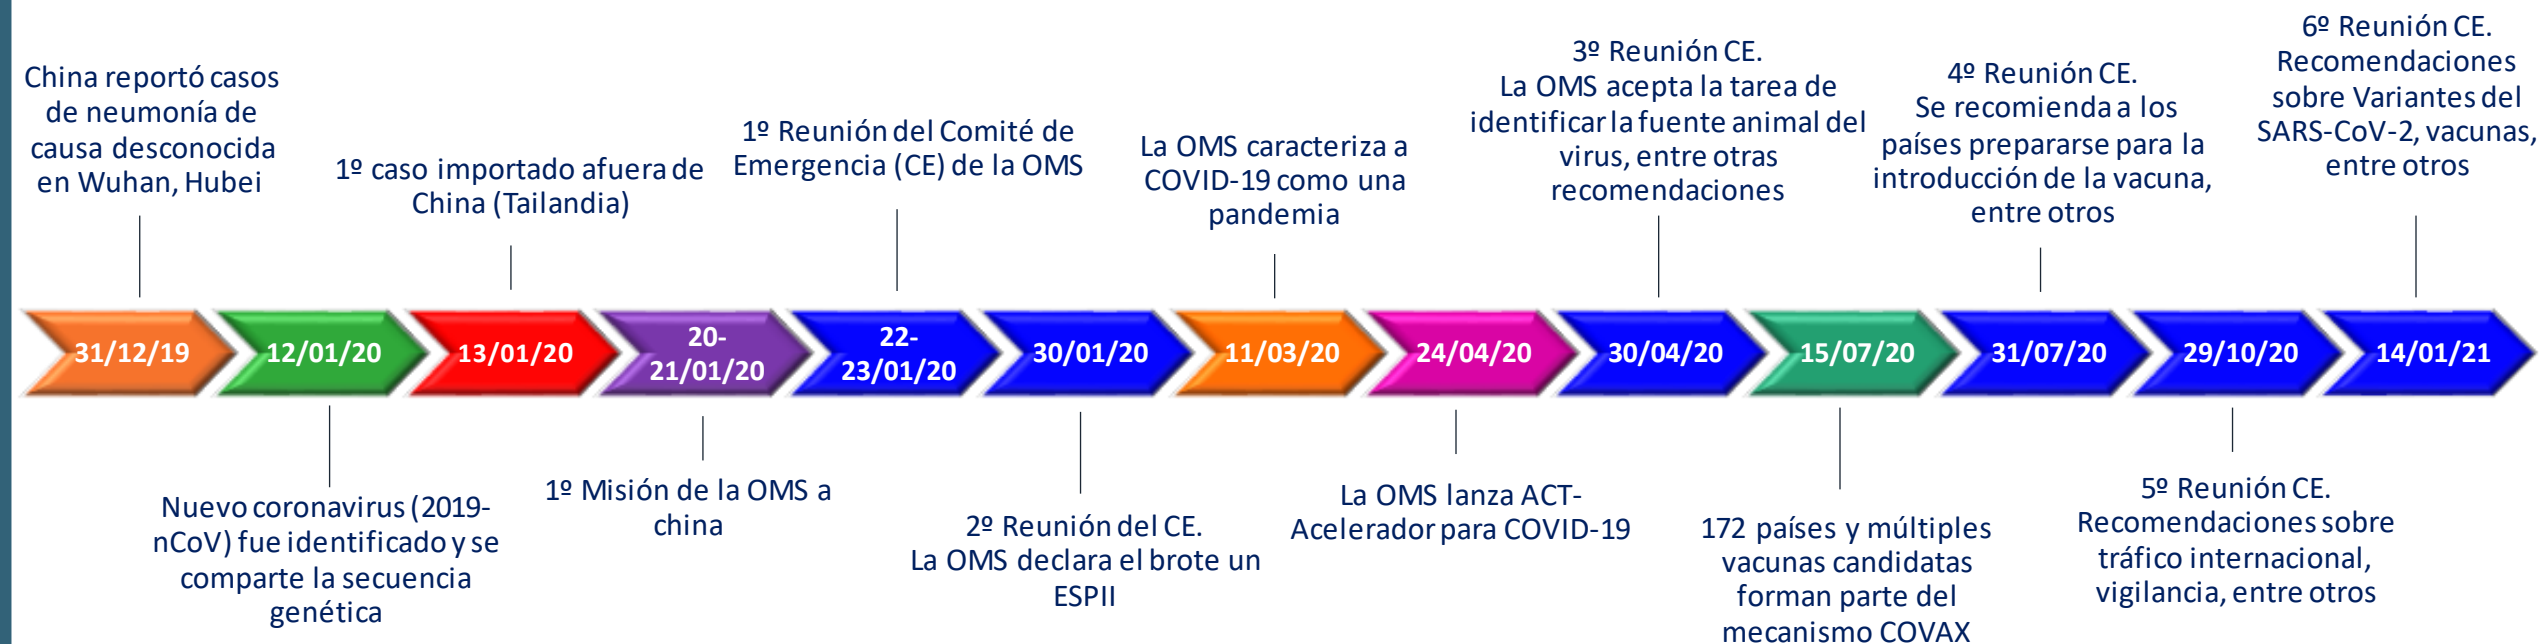 China reportó casos
de neumonía de
causa desconocida
en Wuhan, Hubei
1º caso importado afuera de
China (Tailandia)
1º Reunión del Comité de
Emergencia (CE) de la OMS
La OMS caracteriza a
COVID-19 como una
pandemia
3º Reunión CE.
La OMS acepta la tarea de
identificar la fuente animal del
virus, entre otras
recomendaciones
4º Reunión CE.
Se recomienda a los
países prepararse para la
introducción de la vacuna,
entre otros
6º Reunión CE.
Recomendaciones
sobre Variantes del
SARS-CoV-2, vacunas,
entre otros
31/12/19
12/01/20
13/01/20
20-
21/01/20
22-
23/01/20
30/01/20
11/03/20
24/04/20
30/04/20
15/07/20
31/07/20
29/10/20
14/01/21
Nuevo coronavirus (2019-
nCoV) fue identificado y se
comparte la secuencia
genética
1º Misión de la OMS a
china
2º Reunión del CE.
La OMS declara el brote un
ESPII
La OMS lanza ACT-
Acelerador para COVID-19
172 países y múltiples
vacunas candidatas
forman parte del
mecanismo COVAX
5º Reunión CE.
Recomendaciones sobre
tráfico internacional,
vigilancia, entre otros